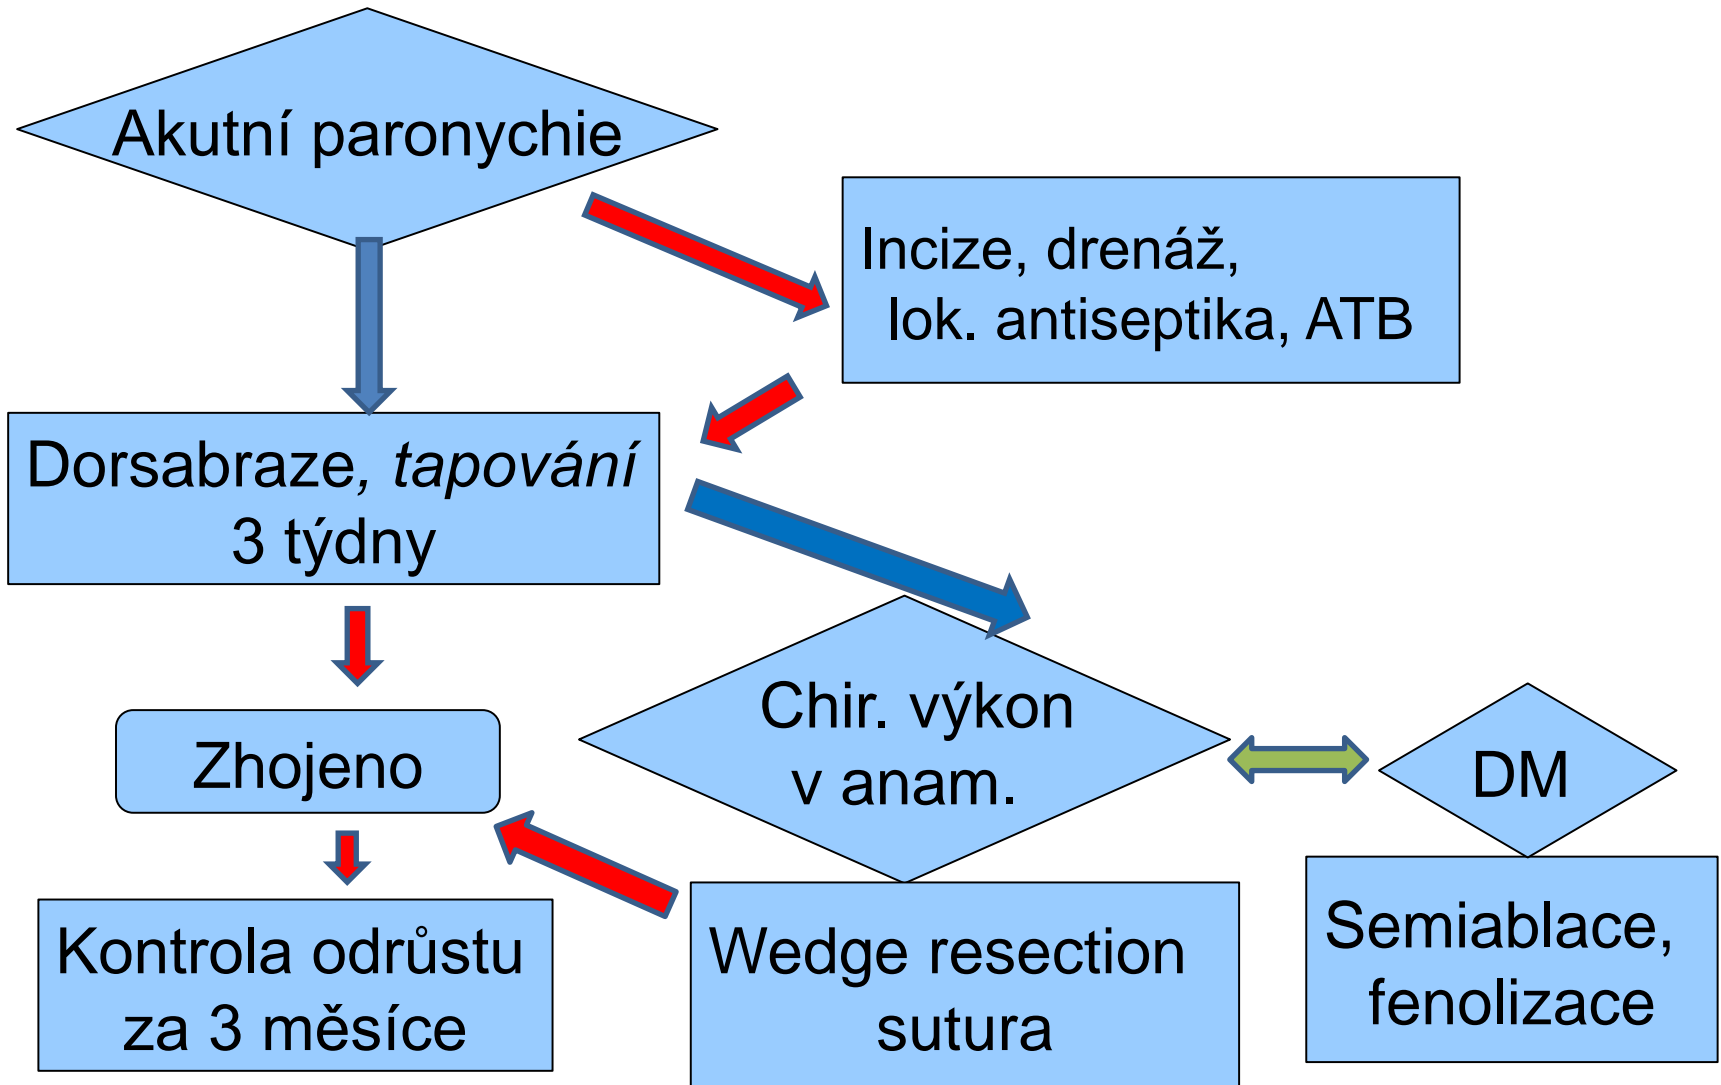 Akutní paronychie
Incize, drenáž,
lok. antiseptika, ATB
Dorsabraze, tapování
3 týdny
Chir. výkon
v anam.
Zhojeno
DM
Kontrola odrůstu
za 3 měsíce
Wedge resection
sutura
Semiablace,
fenolizace